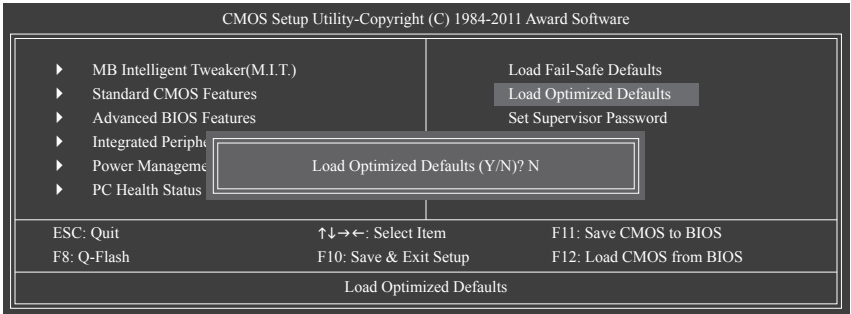 CMOS Setup Utility-Copyright (C) 1984-2011 Award Software
MB Intelligent Tweaker(M.I.T.)
Standard CMOS Features
Advanced BIOS Features
Integrated Periphe
Power Manageme
PC Health Status
Load Fail-Safe Defaults
Load Optimized Defaults
Set Supervisor Password
Load Optimized Defaults (Y/N)? N
ESC: Quit ↑↓→←: Select Item F11: Save CMOS to BIOS
F8: Q-Flash F10: Save & Exit Setup F12: Load CMOS from BIOS
Load Optimized Defaults